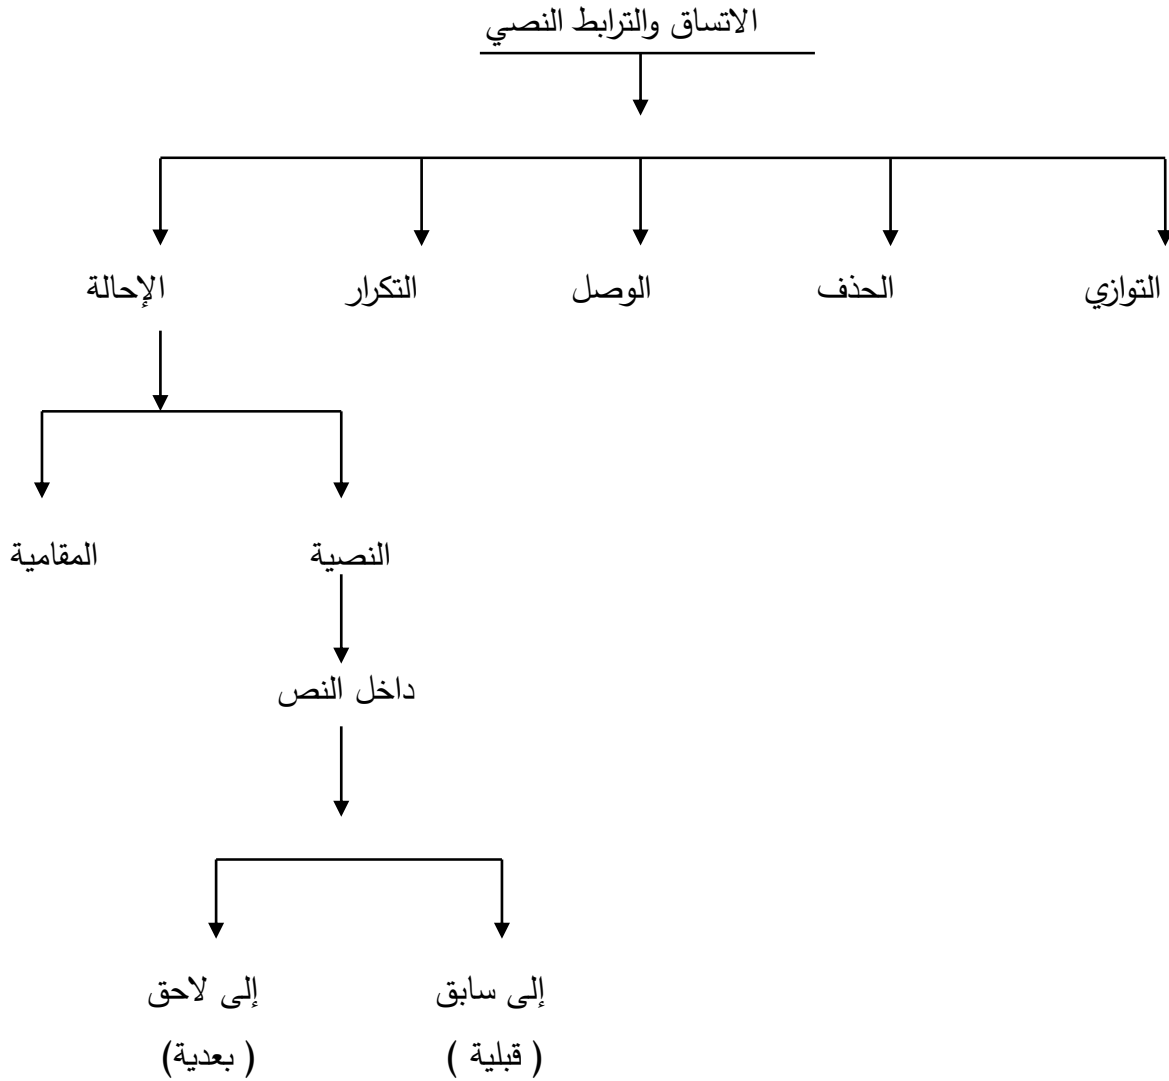 الاتساق والترابط النصي
التوازي
الحذف
الوصل
التكرار
الإحالة
النصية
المقامية
داخل النص
إلى سابق
( قبلية )
إلى لاحق
( بعدية)